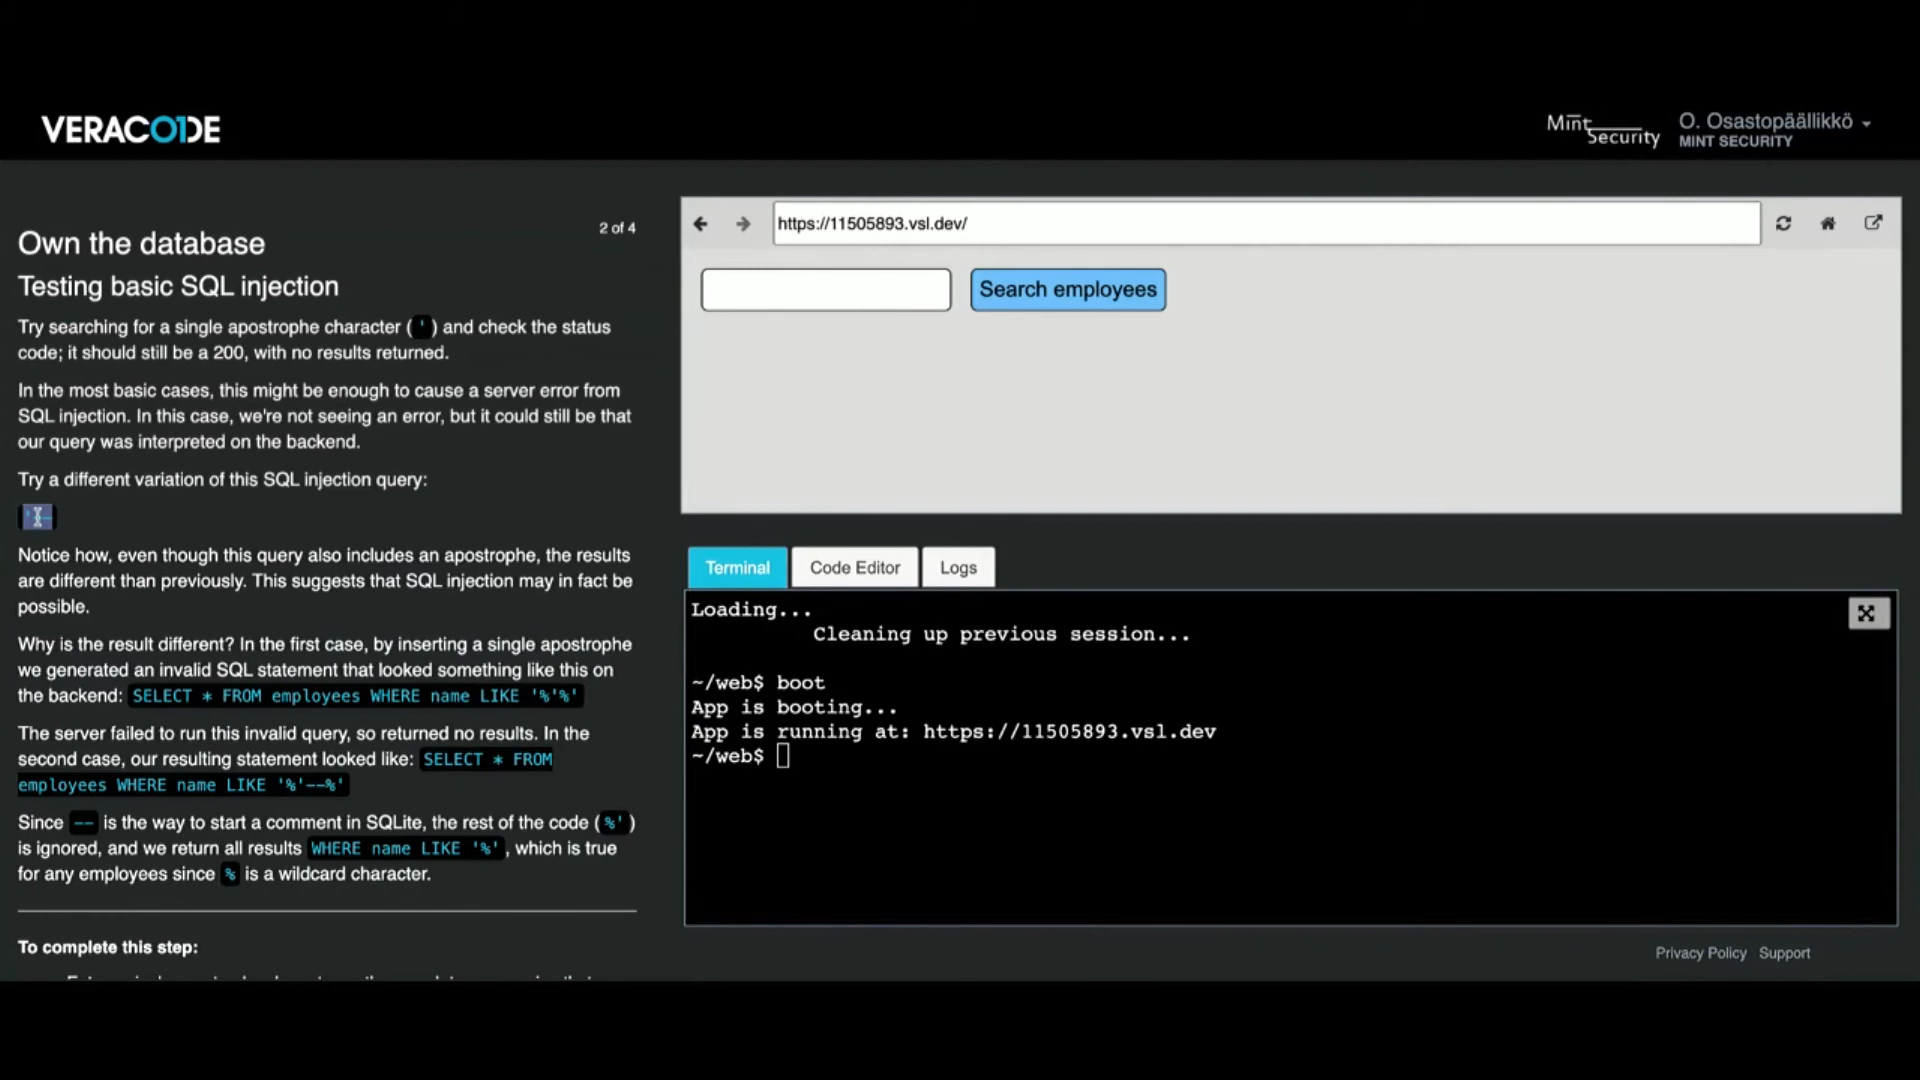 VERACODE
Mint Security
O. Osastopäällikkö
MINT SECURITY
2 of 4
Own the database
Testing basic SQL injection
Try searching for a single apostrophe character ( ' ) and check the status
code; it should still be a 200, with no results returned.
In the most basic cases, this might be enough to cause a server error from
SQL injection. In this case, we're not seeing an error, but it could still be that
our query was interpreted on the backend.
Try a different variation of this SQL injection query:
Notice how, even though this query also includes an apostrophe, the results
are different than previously. This suggests that SQL injection may in fact be
possible.
Why is the result different? In the first case, by inserting a single apostrophe
we generated an invalid SQL statement that looked something like this on
the backend: SELECT * FROM employees WHERE name LIKE '%'%'
The server failed to run this invalid query, so returned no results. In the
second case, our resulting statement looked like: SELECT * FROM
employees WHERE name LIKE '%'--%'
Since -- is the way to start a comment in SQLite, the rest of the code ( %' )
is ignored, and we return all results WHERE name LIKE '%' , which is true
for any employees since % is a wildcard character.
To complete this step:
https://11505893.vsl.dev/
Search employees
Terminal
Code Editor
Logs
Loading...
Cleaning up previous session...
~/web$ boot
App is booting...
App is running at: https://11505893.vsl.dev
~/web$
Privacy Policy Support